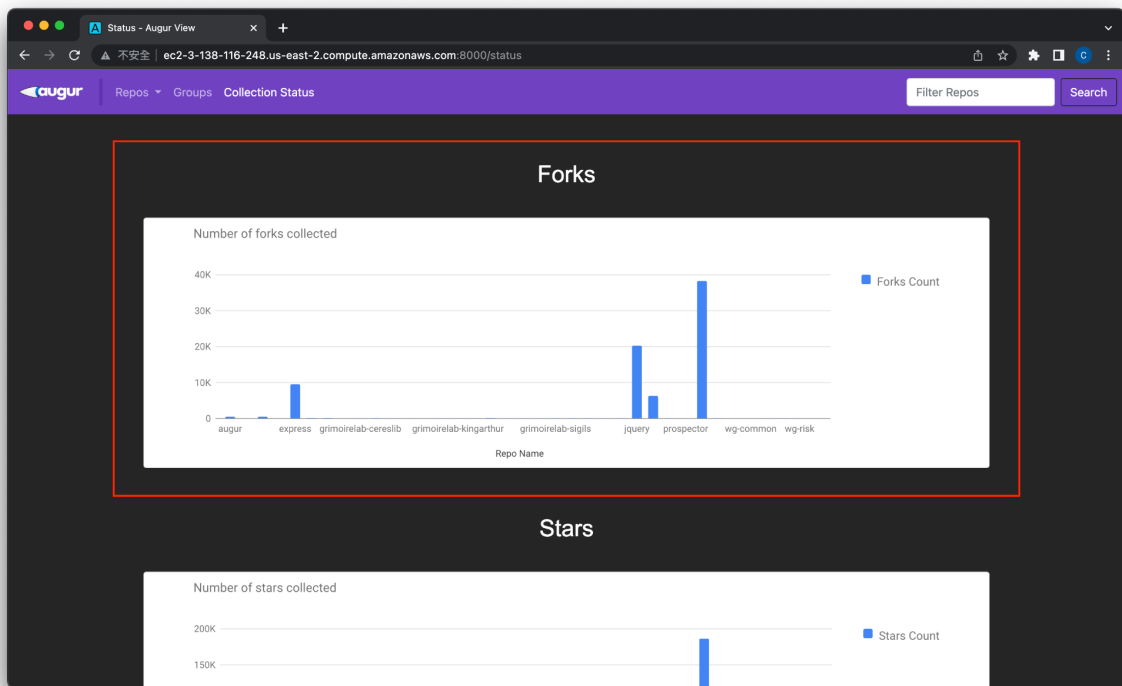 Status - Augur View
不安全 ec2-3-138-116-248.us-east-2.compute.amazonaws.com:8000/status
C
augur Repos Groups Collection Status Filter Repos Search
Forks
Number of forks collected
Forks Count
40K
30K
20K
10K
0
augur express grimoirelab-cereslib grimoirelab-kingarthur grimoirelab-sigils jquery prospector wg-common wg-risk
Repo Name
Stars
Number of stars collected
Stars Count
200K
150K